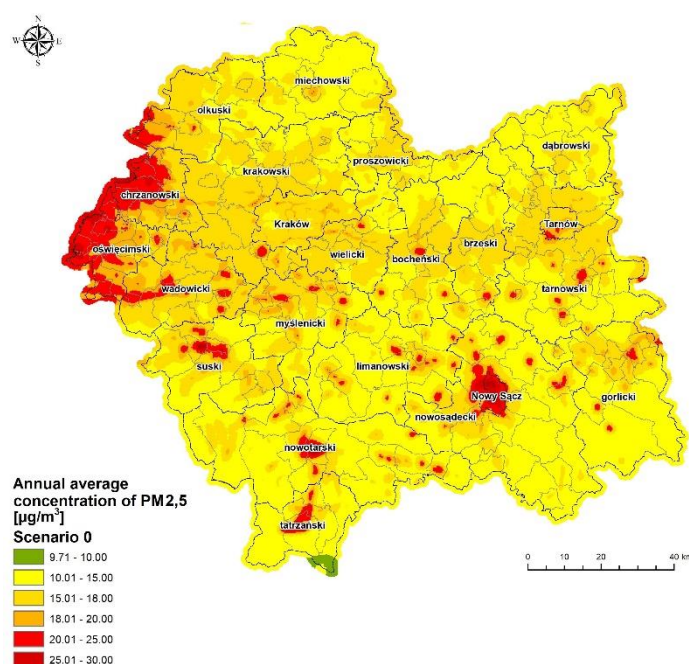 N
W E
S
miechowski
olkuski
dąbrowski
proszowicki
krakowski
chrzanowski
Kraków
Tarnów
brzeski
oświęcimski
wielicki
bocheński
wadowicki
tarnowski
myślenicki
suski
limanowski
Nowy Sącz
gorlicki
nowosądecki
nowotarski
tatrzański
Annual average
concentration of PM2,5
[µg/m³]
Scenario 0
9.71 - 10.00
10.01 - 15.00
15.01 - 18.00
18.01 - 20.00
20.01 - 25.00
25.01 - 30.00
0 10 20 40 km